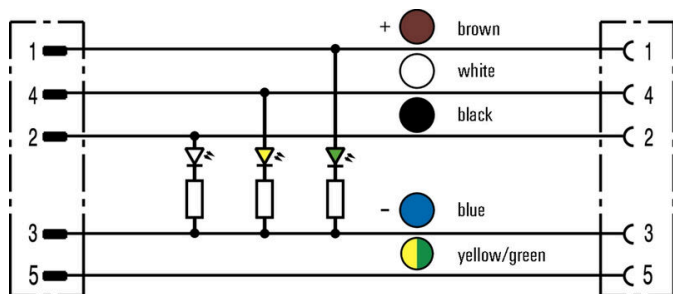 + brown
1 1
white
4 4
black
2 2
- blue
3 3
yellow/green
5 5